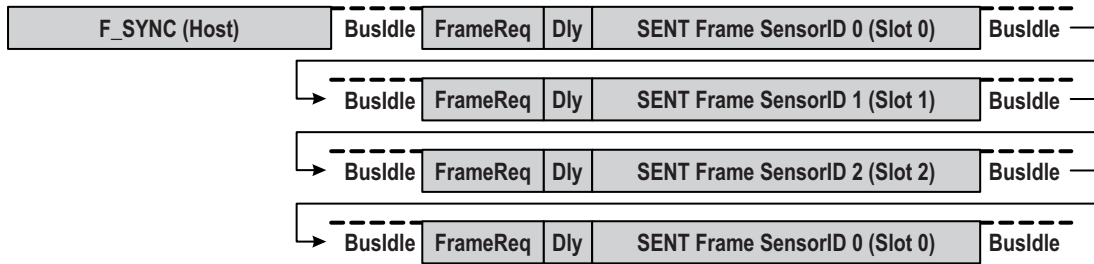 F_SYNC (Host) BusIdle FrameReq Dly SENT Frame SensorID 0 (Slot 0) BusIdle
BusIdle FrameReq Dly SENT Frame SensorID 1 (Slot 1) BusIdle
BusIdle FrameReq Dly SENT Frame SensorID 2 (Slot 2) BusIdle
BusIdle FrameReq Dly SENT Frame SensorID 0 (Slot 0) BusIdle